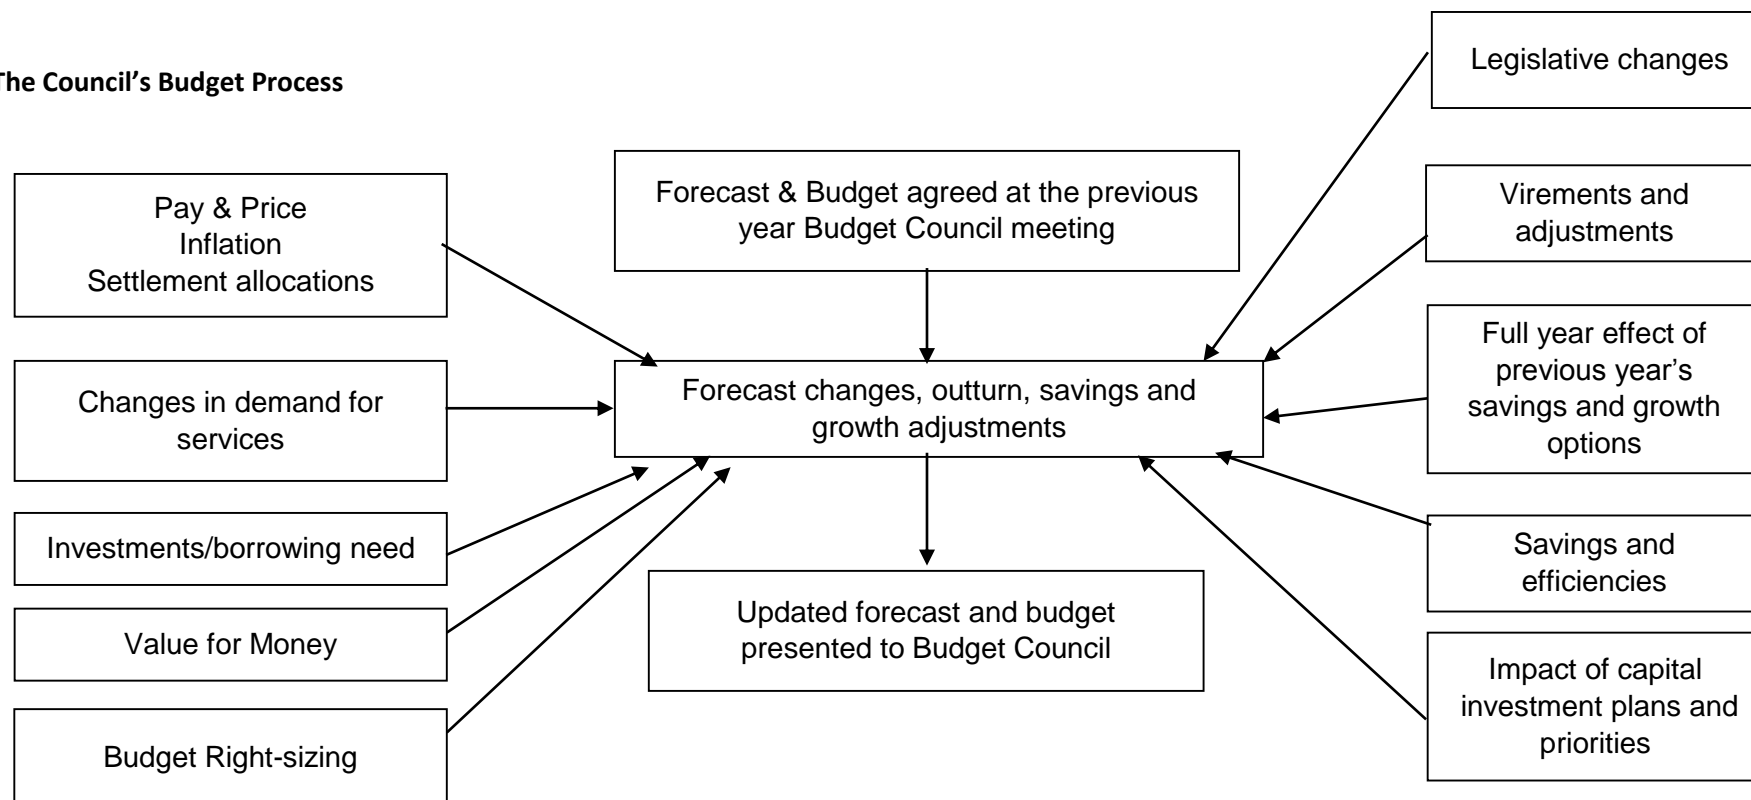 The Council's Budget Process
Legislative changes
Forecast & Budget agreed at the previous
year Budget Council meeting
Virements and
adjustments
Pay & Price
Inflation
Settlement allocations
Full year effect of
previous year's
savings and growth
options
Changes in demand for
services
Forecast changes, outturn, savings and
growth adjustments
Investments/borrowing need
Savings and
efficiencies
Value for Money
Updated forecast and budget
presented to Budget Council
Impact of capital
investment plans and
priorities
Budget Right-sizing